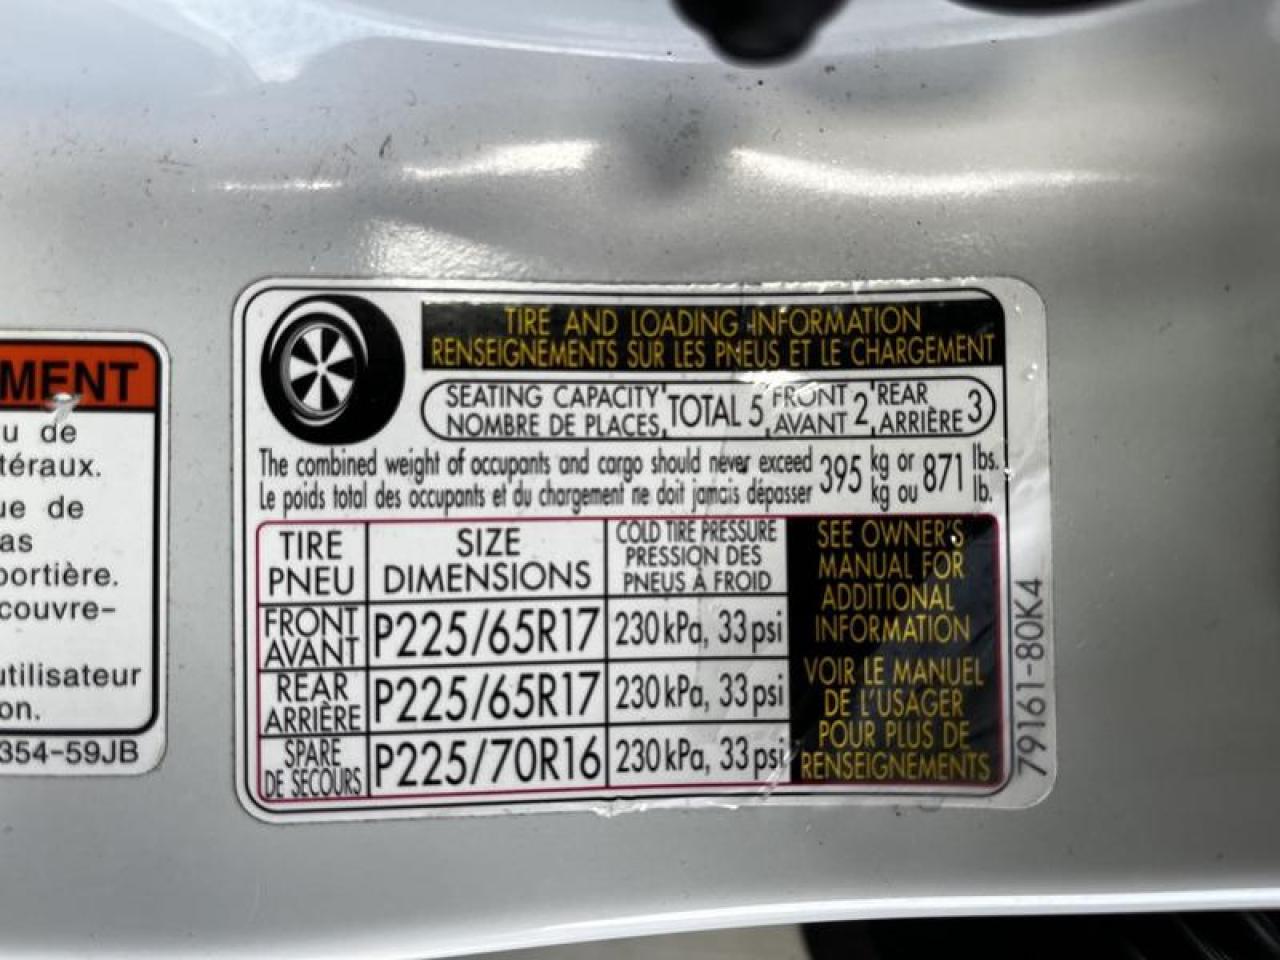 MENT
u de
téraux.
ue de
as
portière.
couvre-
utilisateur
on.
354-59JB
TIRE AND LOADING INFORMATION
RENSEIGNEMENTS SUR LES PNEUS ET LE CHARGEMENT
SEATING CAPACITY
NOMBRE DE PLACES
TOTAL 5
FRONT
AVANT 2
REAR
ARRIÈRE 3
The combined weight of occupants and cargo should never exceed 395 kg or 871 lbs.
Le poids total des occupants et du chargement ne doit jamais dépasser 395 kg ou 871 lb.
TIRE
PNEU
SIZE
DIMENSIONS
COLD TIRE PRESSURE
PRESSION DES
PNEUS À FROID
FRONT
AVANT
P225/65R17
230 kPa, 33 psi
REAR
ARRIÈRE
P225/65R17
230 kPa, 33 psi
SPARE
DE SECOURS
P225/70R16
230 kPa, 33 psi
SEE OWNER'S
MANUAL FOR
ADDITIONAL
INFORMATION
VOIR LE MANUEL
DE L'USAGER
POUR PLUS DE
RENSEIGNEMENTS
79161-80K4